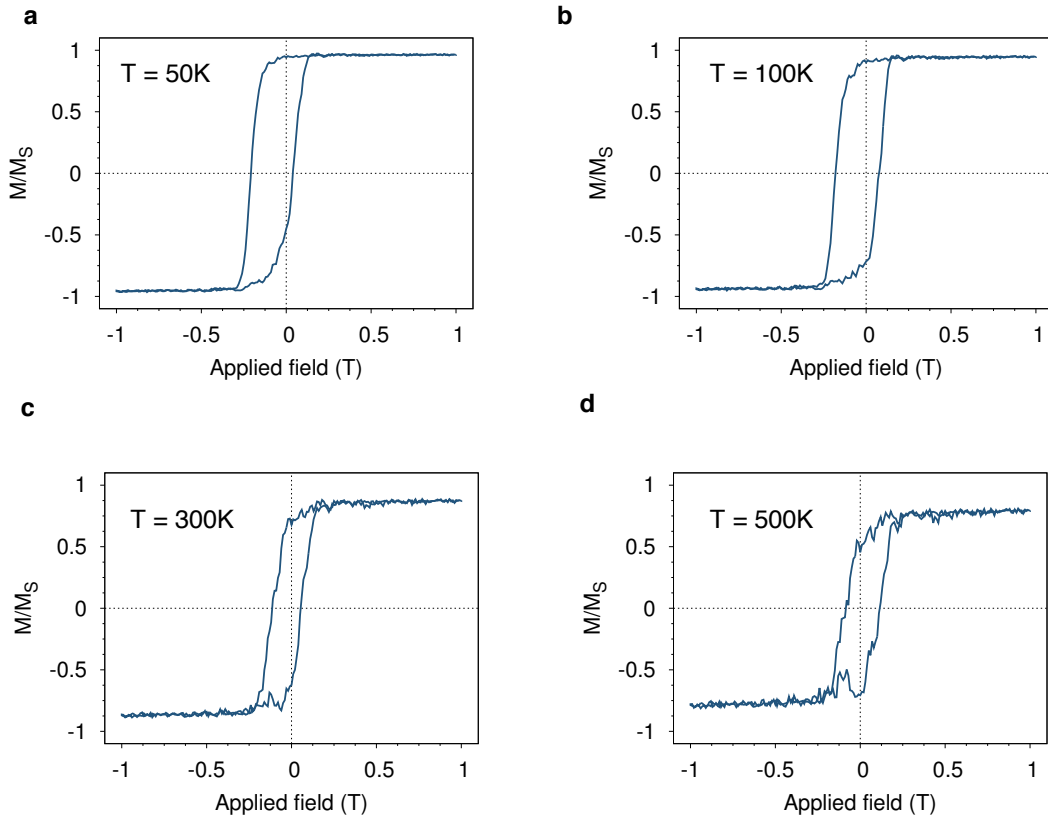 a
T = 50K
M/MS
1
0.5
0
-0.5
-1
-1 -0.5 0 0.5 1
Applied field (T)
b
T = 100K
M/MS
1
0.5
0
-0.5
-1
-1 -0.5 0 0.5 1
Applied field (T)
c
T = 300K
M/MS
1
0.5
0
-0.5
-1
-1 -0.5 0 0.5 1
Applied field (T)
d
T = 500K
M/MS
1
0.5
0
-0.5
-1
-1 -0.5 0 0.5 1
Applied field (T)